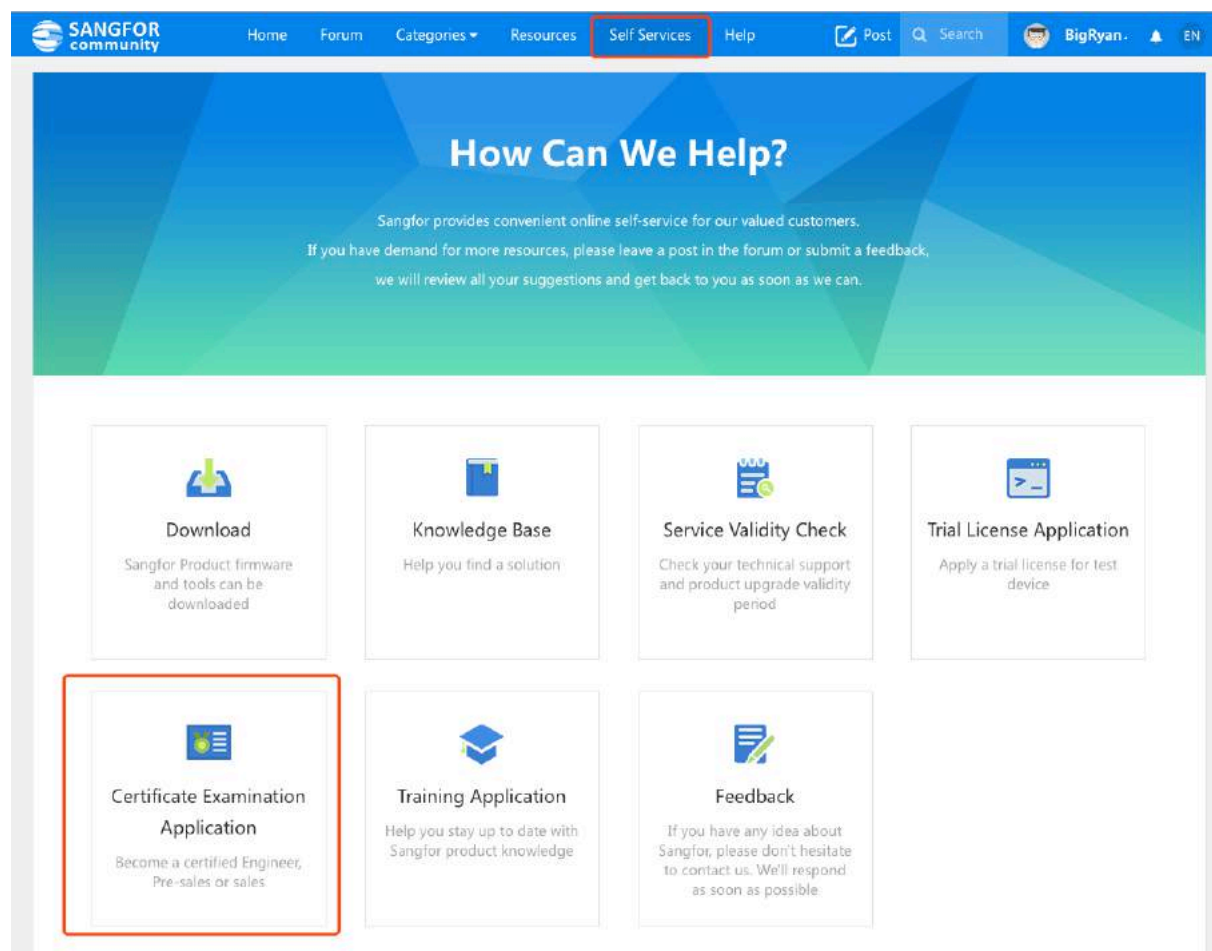 SANGFOR
community
Home Forum Categories Resources Self Services Help Post Search BigRyan. EN
How Can We Help?
Sangfor provides convenient online self-service for our valued customers.
If you have demand for more resources, please leave a post in the forum or submit a feedback,
we will review all your suggestions and get back to you as soon as we can.
Download
Sangfor Product firmware
and tools can be
downloaded
Knowledge Base
Help you find a solution
Service Validity Check
Check your technical support
and product upgrade validity
period
Trial License Application
Apply a trial license for test
device
Certificate Examination
Application
Become a certified Engineer,
Pre-sales or sales
Training Application
Help you stay up to date with
Sangfor product knowledge
Feedback
If you have any idea about
Sangfor, please don't hesitate
to contact us. We'll respond
as soon as possible